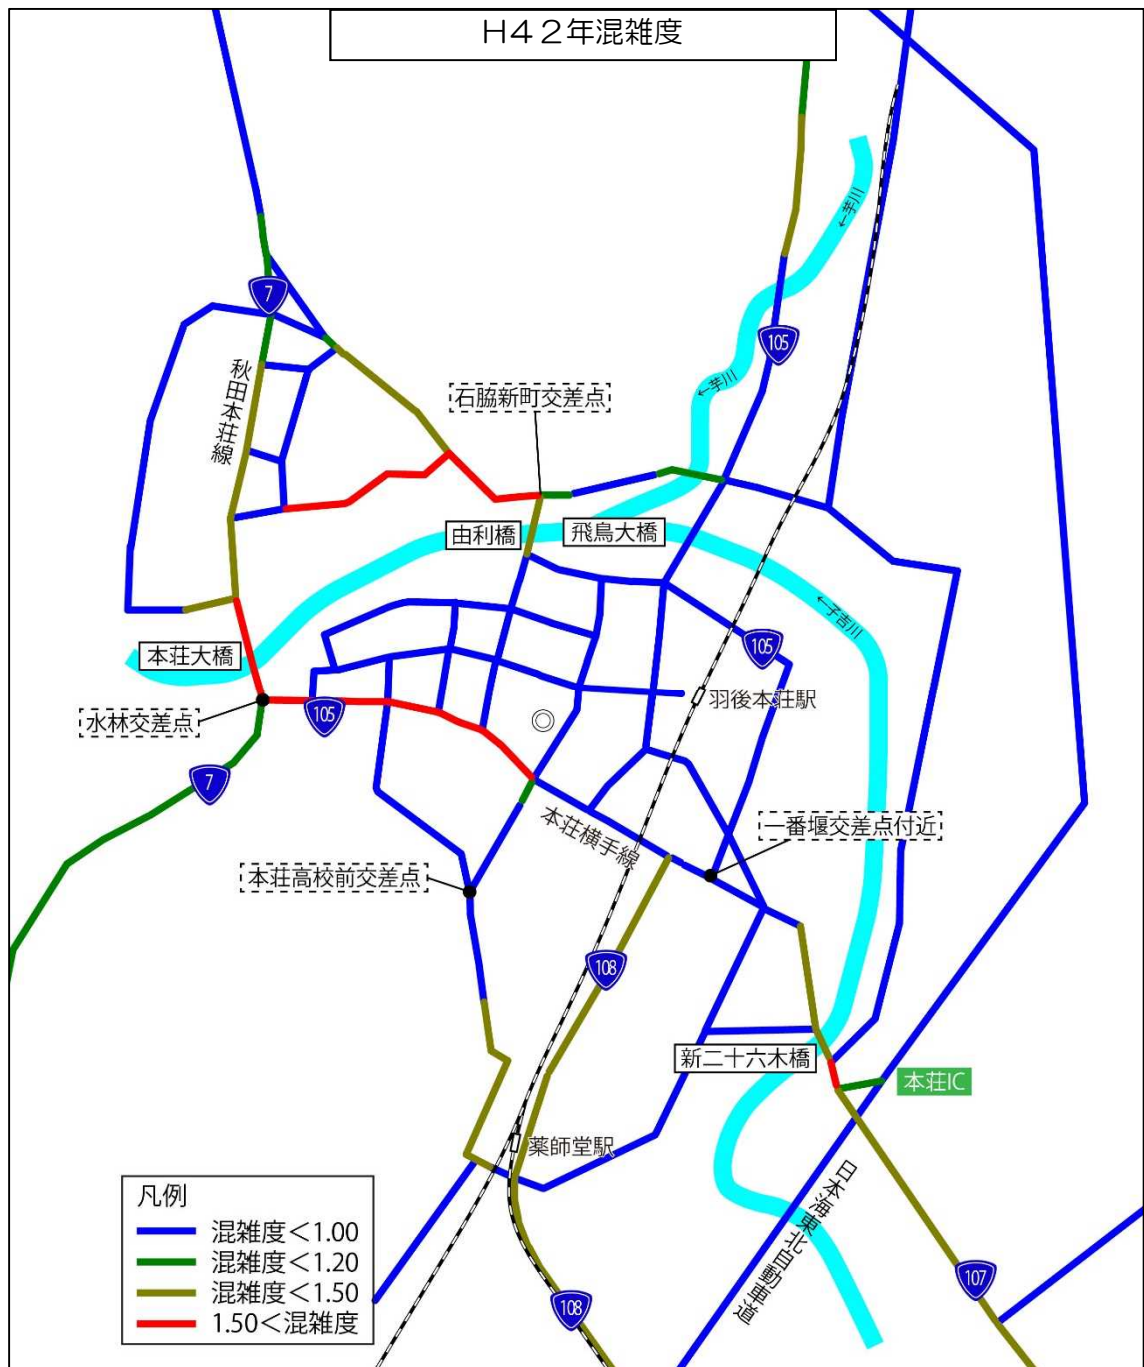 H42年混雑度
←芋川
7
105
秋田本荘線
←芋川
石脇新町交差点
由利橋
飛鳥大橋
←子吉川
本荘大橋
105
羽後本荘駅
水林交差点
105
7
本荘横手線
一番堰交差点付近
本荘高校前交差点
108
新二十六木橋
本荘IC
薬師堂駅
日本海東北自動車道
107
108
凡例
混雑度<1.00
混雑度<1.20
混雑度<1.50
1.50<混雑度